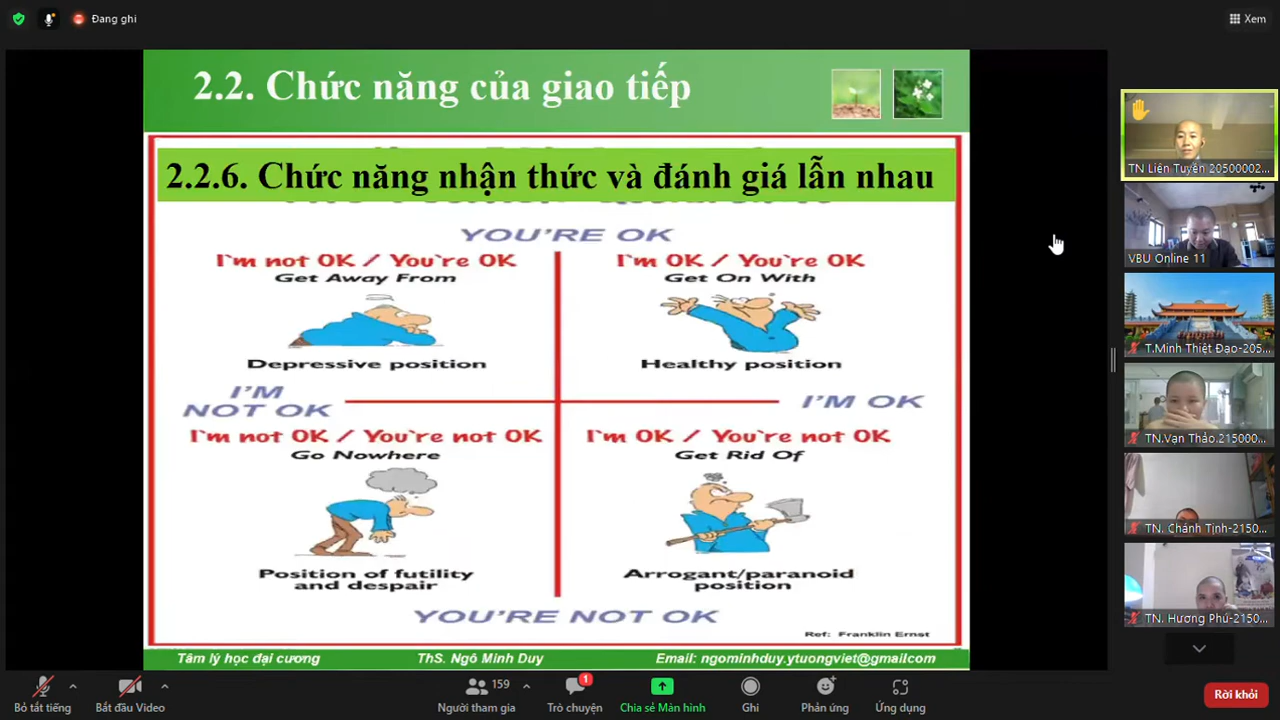 Đang ghi
Xem
2.2. Chức năng của giao tiếp
2.2.6. Chức năng nhận thức và đánh giá lẫn nhau
YOU'RE OK
I`m not OK / You`re OK
Get Away From
Depressive position
I`m OK / You`re OK
Get On With
Healthy position
I'M
NOT OK
I'M OK
I`m not OK / You`re not OK
Go Nowhere
Position of futility
and despair
I`m OK / You`re not OK
Get Rid Of
Arrogant/paranoid
position
YOU'RE NOT OK
Ref: Franklin Ernst
Tâm lý học đại cương
ThS. Ngô Minh Duy
Email: ngominhduy.ytuongviet@gmail.com
TN Liên Tuyền 20500002...
VBU Online 11
T.Minh Thiệt Đạo-205...
TN.Vạn Thảo.215000...
TN. Chánh Tịnh-2150...
TN. Hương Phú-2150...
Bỏ tắt tiếng
Bắt đầu Video
159
Người tham gia
1
Trò chuyện
Chia sẻ Màn hình
Ghi
Phản ứng
Ứng dụng
Rời khỏi